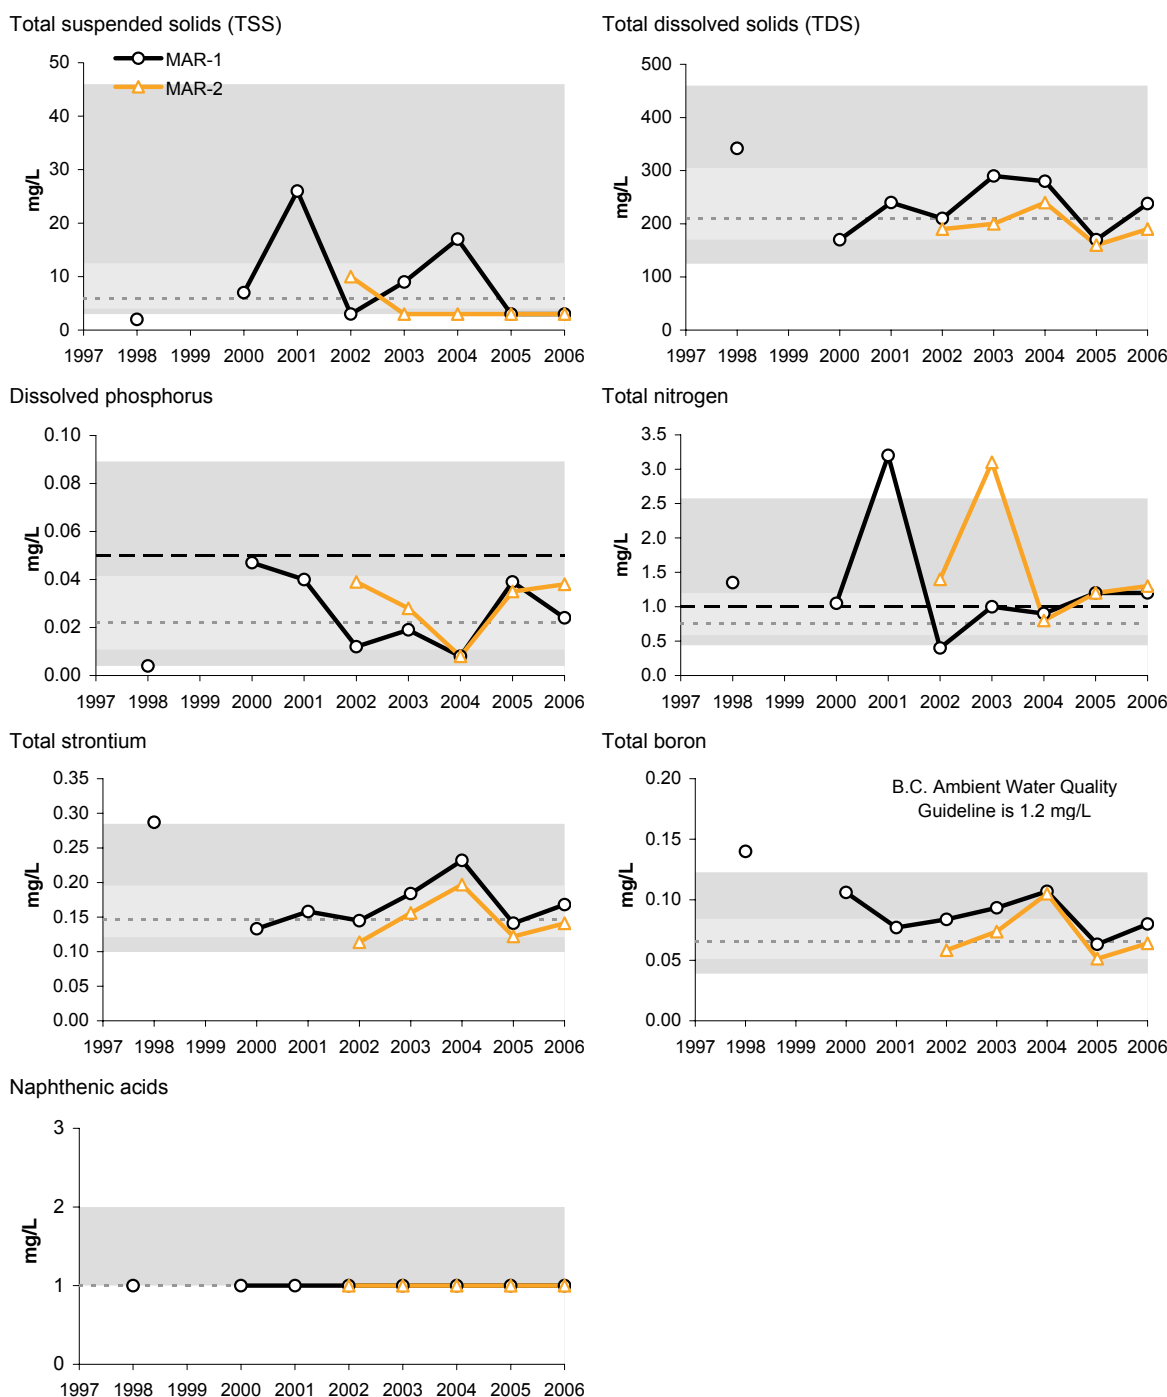 Total suspended solids (TSS)
MAR-1
MAR-2
50
40
30
20
10
0
mg/L
1997 1998 1999 2000 2001 2002 2003 2004 2005 2006
Total dissolved solids (TDS)
500
400
300
200
100
0
mg/L
1997 1998 1999 2000 2001 2002 2003 2004 2005 2006
Dissolved phosphorus
0.10
0.08
0.06
0.04
0.02
0.00
mg/L
1997 1998 1999 2000 2001 2002 2003 2004 2005 2006
Total nitrogen
3.5
3.0
2.5
2.0
1.5
1.0
0.5
0.0
mg/L
1997 1998 1999 2000 2001 2002 2003 2004 2005 2006
Total strontium
0.35
0.30
0.25
0.20
0.15
0.10
0.05
0.00
mg/L
1997 1998 1999 2000 2001 2002 2003 2004 2005 2006
Total boron
B.C. Ambient Water Quality
Guideline is 1.2 mg/L
0.20
0.15
0.10
0.05
0.00
mg/L
1997 1998 1999 2000 2001 2002 2003 2004 2005 2006
Naphthenic acids
3
2
1
0
mg/L
1997 1998 1999 2000 2001 2002 2003 2004 2005 2006